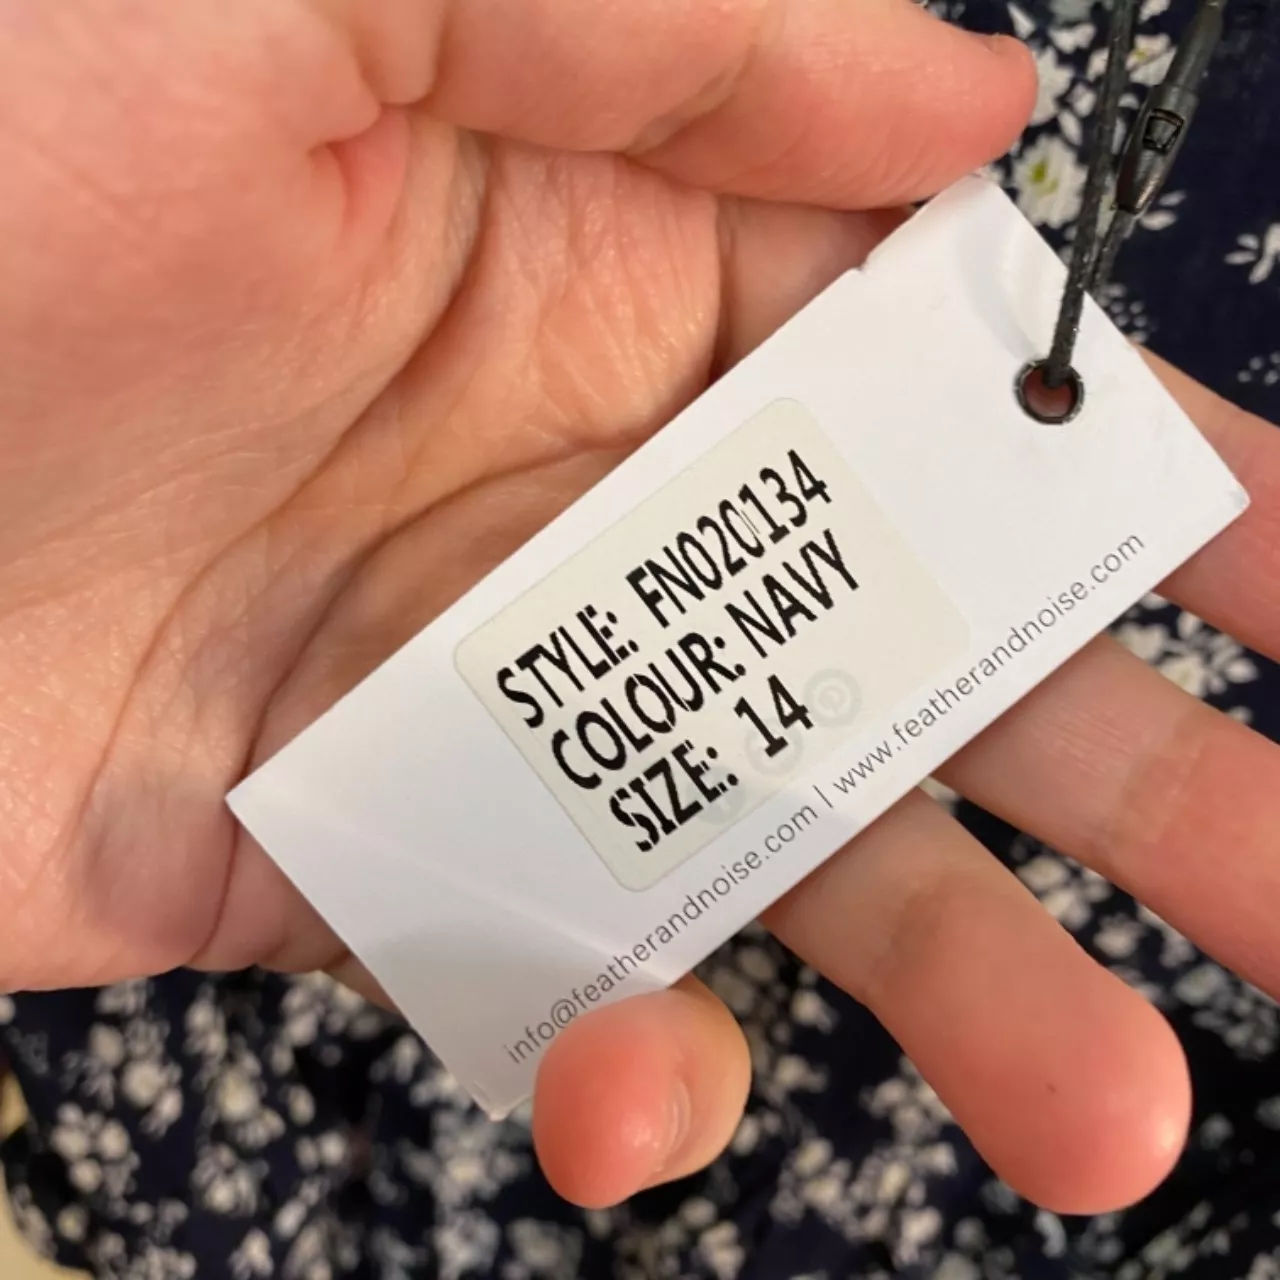 STYLE: FN020134
COLOUR: NAVY
SIZE: 14
info@featherandnoise.com | www.featherandnoise.com